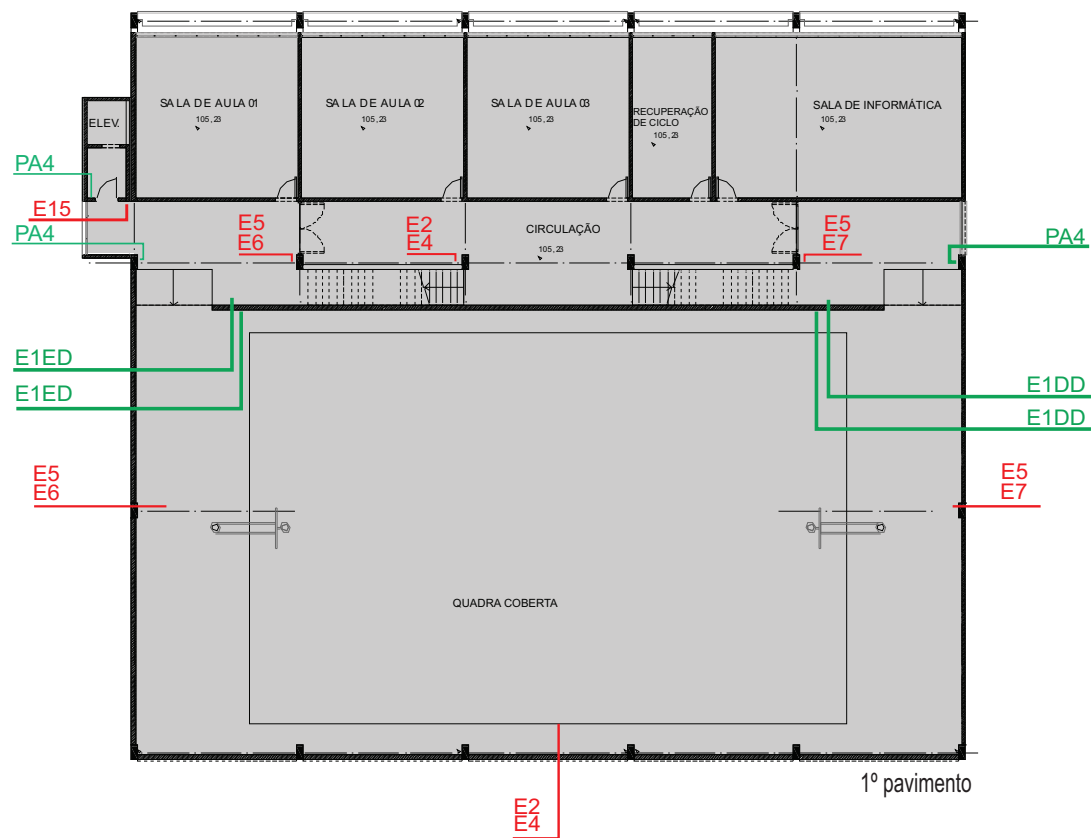 SALA DE AULA 01
105,23
SALA DE AULA 02
105,23
SALA DE AULA 03
105,23
RECUPERAÇÃO
DE CICLO
105,23
SALA DE INFORMÁTICA
105,23
ELEV.
PA4
E15
PA4
E5
E6
E2
E4
CIRCULAÇÃO
105,23
E5
E7
PA4
E1ED
E1ED
E1DD
E1DD
E5
E6
E5
E7
QUADRA COBERTA
1º pavimento
E2
E4